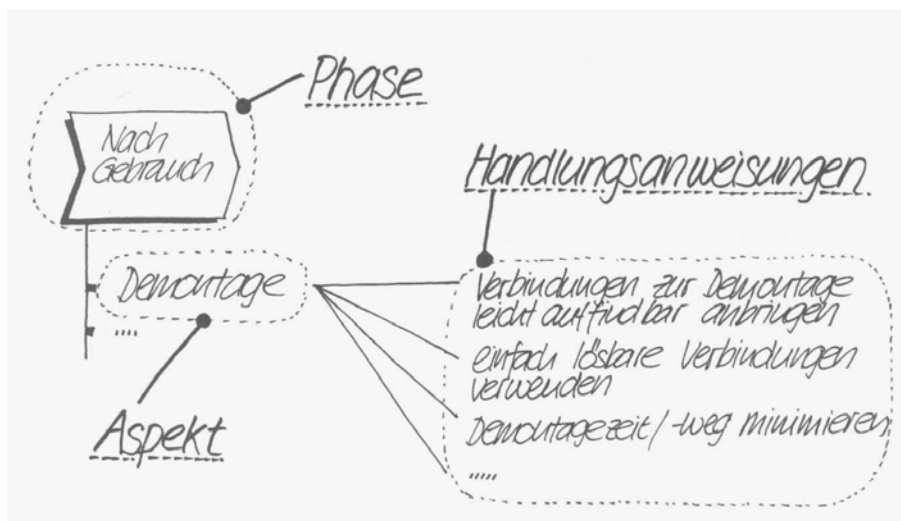 Phase
Nach
Gebrauch
Handlungsanweisungen
Demontage
.....
Verbindungen zur Demontage
leicht auffindbar anbringen
einfach lösbare Verbindungen
verwenden
Demontagezeit/-weg minimieren
.....
Aspekt